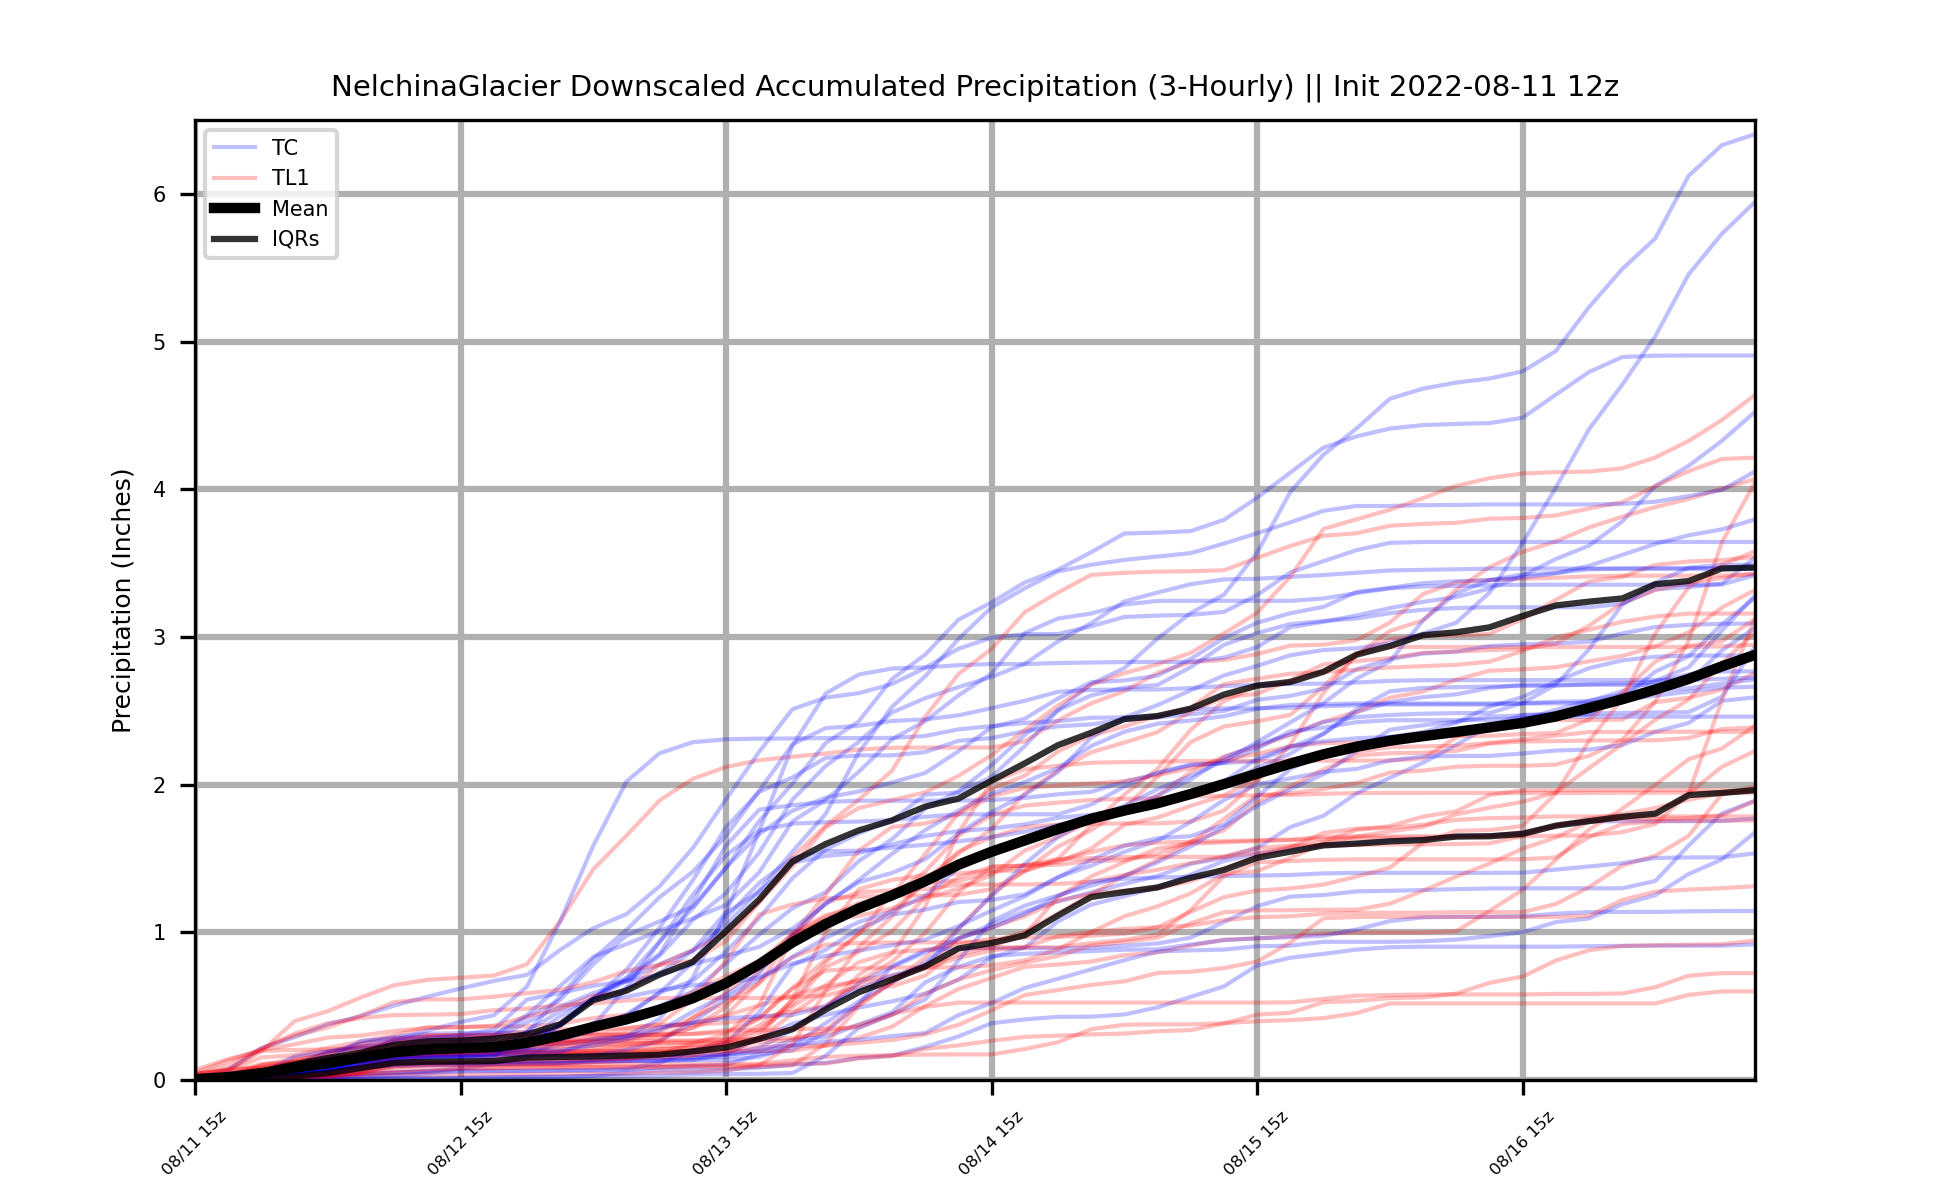 NelchinaGlacier Downscaled Accumulated Precipitation (3-Hourly) || Init 2022-08-11 12z
TC
TL1
Mean
IQRs
Precipitation (Inches)
6
5
4
3
2
1
0
08/11 15z
08/12 15z
08/13 15z
08/14 15z
08/15 15z
08/16 15z